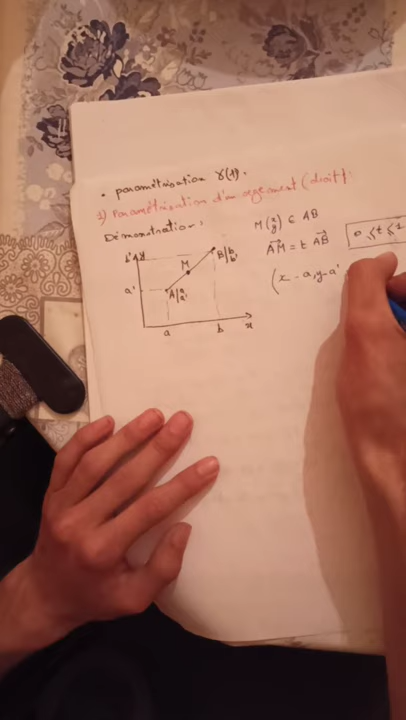 • paramétrisation γ(t).
1) Paramétrisation d'un segment (droit):
Démonstration:
M(x y) ∈ AB
AM = t AB
0 ≤ t ≤ 1
(x - a, y - a'
b' y
M
B|b b'
a'
A|a a'
a
b
x